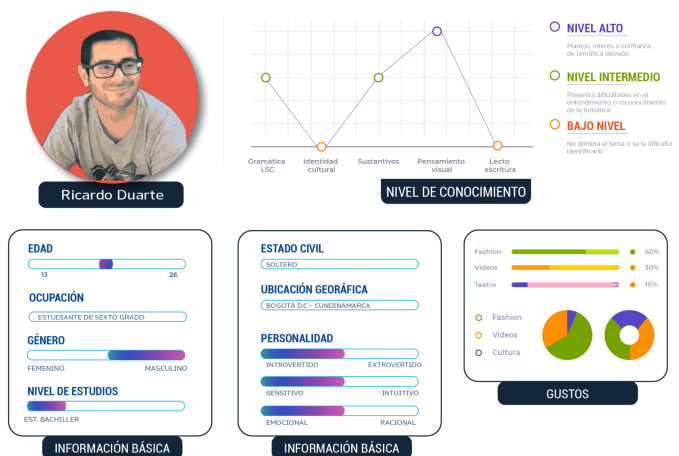 Ricardo Duarte
Gramática LSC
Identidad cultural
Sustantivos
Pensamiento visual
Lecto escritura
NIVEL DE CONOCIMIENTO
NIVEL ALTO
Manejo, interés o confianza
de temática elevado
NIVEL INTERMEDIO
Presenta dificultades en el
entendimiento o reconocimiento
de la temática
BAJO NIVEL
No domina el tema o se le dificulta
identificarlo
EDAD
13 26
OCUPACIÓN
ESTUDIANTE DE SEXTO GRADO
GÉNERO
FEMENINO MASCULINO
NIVEL DE ESTUDIOS
EST. BACHILLER
INFORMACIÓN BÁSICA
ESTADO CIVIL
SOLTERO
UBICACIÓN GEORÁFICA
BOGOTÀ D.C - CUNDINAMARCA
PERSONALIDAD
INTROVERTIDO EXTROVERTIDO
SENSITIVO INTUITIVO
EMOCIONAL RACIONAL
INFORMACIÓN BÁSICA
Fashion 60%
Videos 30%
Teatro 10%
Fashion
Vídeos
Cultura
GUSTOS